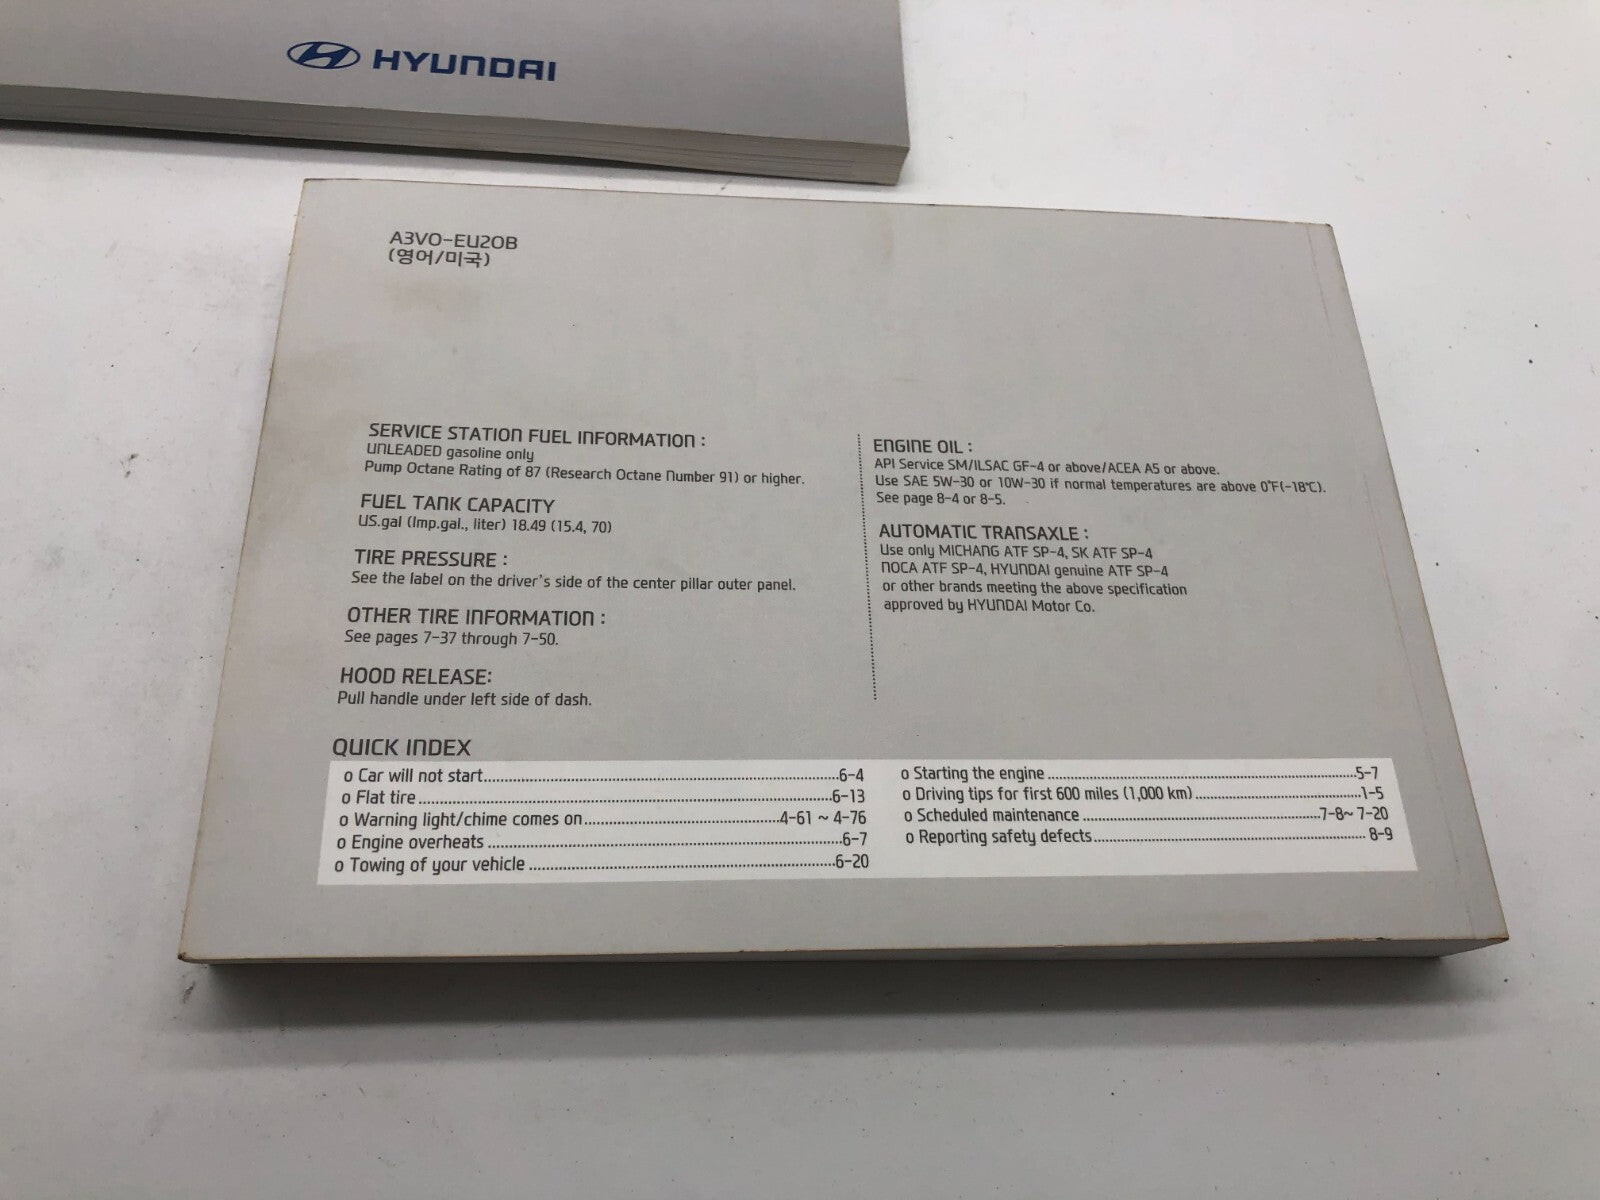 HYUNDAI
A3VO-EU20B
(영어/미국)
SERVICE STATION FUEL INFORMATION :
UNLEADED gasoline only
Pump Octane Rating of 87 (Research Octane Number 91) or higher.
FUEL TANK CAPACITY
US.gal (Imp.gal., liter) 18.49 (15.4, 70)
TIRE PRESSURE :
See the label on the driver's side of the center pillar outer panel.
OTHER TIRE INFORMATION :
See pages 7-37 through 7-50.
HOOD RELEASE:
Pull handle under left side of dash.
ENGINE OIL :
API Service SM/ILSAC GF-4 or above/ACEA A5 or above.
Use SAE 5W-30 or 10W-30 if normal temperatures are above 0°F(-18℃).
See page 8-4 or 8-5.
AUTOMATIC TRANSAXLE :
Use only MICHANG ATF SP-4, SK ATF SP-4
NOCA ATF SP-4, HYUNDAI genuine ATF SP-4
or other brands meeting the above specification
approved by HYUNDAI Motor Co.
QUICK INDEX
o Car will not start....................6-4
o Flat tire....................6-13
o Warning light/chime comes on....................4-61 ~ 4-76
o Engine overheats....................6-7
o Towing of your vehicle....................6-20
o Starting the engine....................5-7
o Driving tips for first 600 miles (1,000 km)....................1-5
o Scheduled maintenance....................7-8~ 7-20
o Reporting safety defects....................8-9